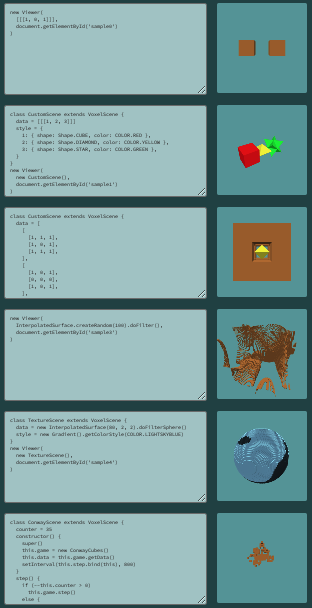 new Viewer(
[[[1, 0, 1]]],
document.getElementById('sample0')
)
class CustomScene extends VoxelScene {
data = [[[1, 2, 3]]]
style = {
1: { shape: Shape.CUBE, color: COLOR.RED },
2: { shape: Shape.DIAMOND, color: COLOR.YELLOW },
3: { shape: Shape.STAR, color: COLOR.GREEN },
}
}
new Viewer(
new CustomScene(),
document.getElementById('sample1')
)
class CustomScene extends VoxelScene {
data = [
[
[1, 1, 1],
[1, 0, 1],
[1, 1, 1],
],
[
[1, 0, 1],
[0, 0, 0],
[1, 0, 1],
],
new Viewer(
InterpolatedSurface.createRandom(100).doFilter(),
document.getElementById('sample3')
)
class TextureScene extends VoxelScene {
data = new InterpolatedSurface(80, 2, 2).doFilterSphere()
style = new Gradient().getColorStyle(COLOR.LIGHTSKYBLUE)
}
new Viewer(
new TextureScene(),
document.getElementById('sample4')
)
class ConwayScene extends VoxelScene {
counter = 35
constructor() {
super()
this.game = new ConwayCubes()
this.data = this.game.getData()
setInterval(this.step.bind(this), 800)
}
step() {
if (--this.counter > 0)
this.game.step()
else {